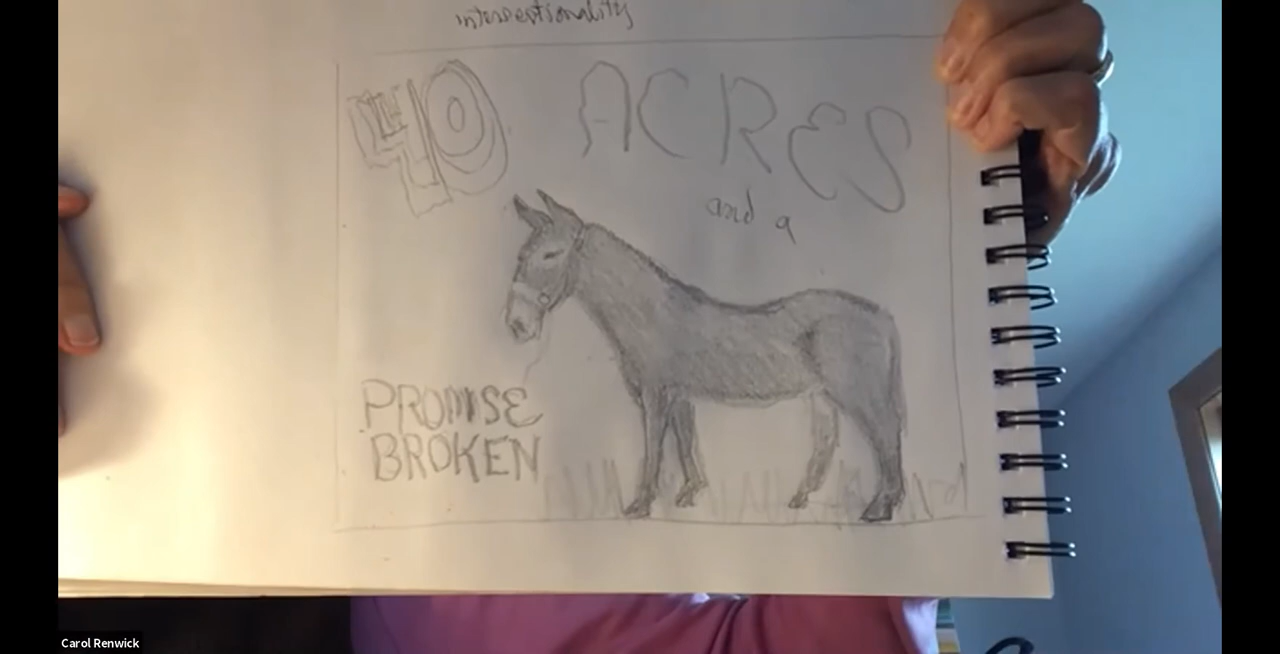 intersectionality
40 ACRES
and a
PROMISE
BROKEN
Carol Renwick